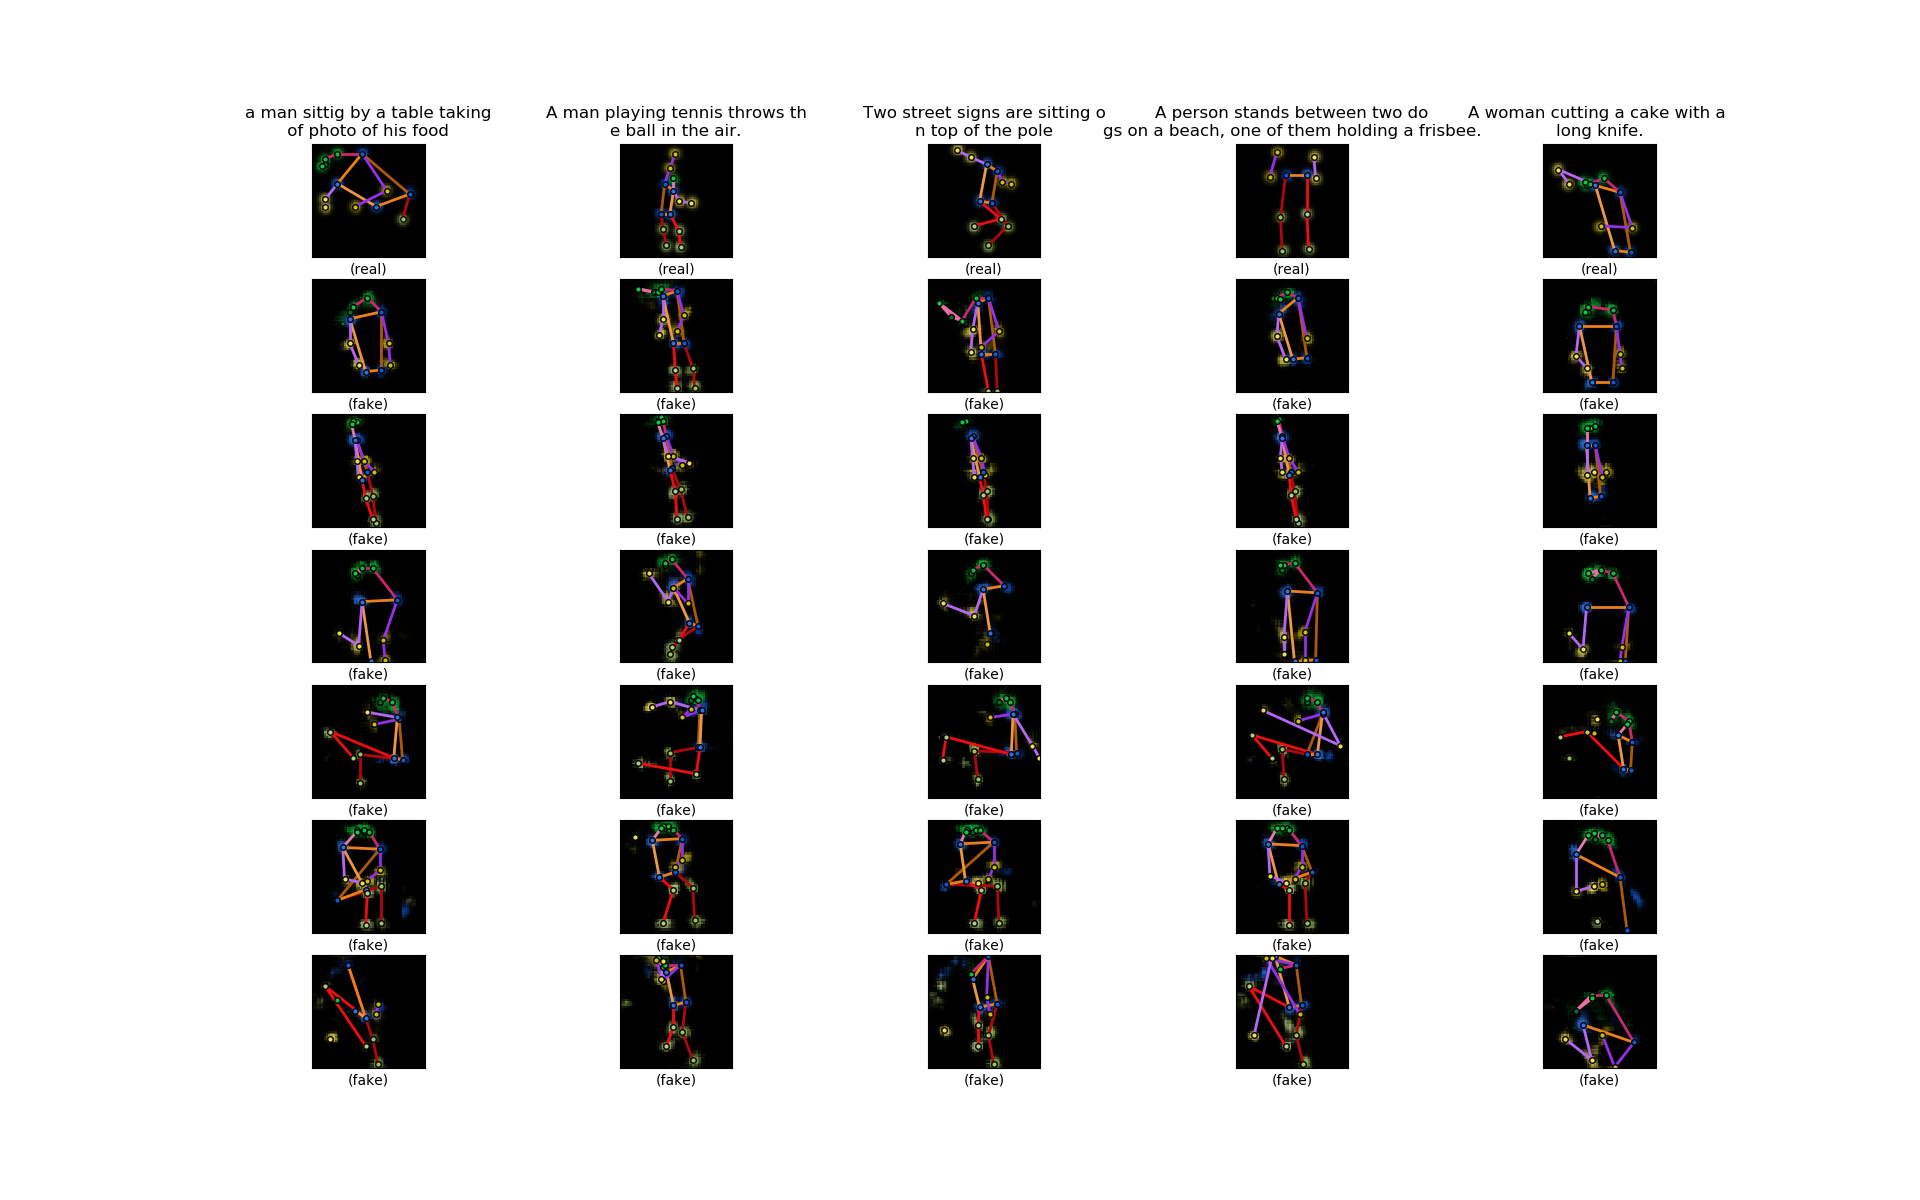 a man sittig by a table taking
of photo of his food
A man playing tennis throws th
e ball in the air.
Two street signs are sitting o
n top of the pole
A person stands between two do
gs on a beach, one of them holding a frisbee.
A woman cutting a cake with a
long knife.
(real) (real) (real) (real) (real)
(fake) (fake) (fake) (fake) (fake)
(fake) (fake) (fake) (fake) (fake)
(fake) (fake) (fake) (fake) (fake)
(fake) (fake) (fake) (fake) (fake)
(fake) (fake) (fake) (fake) (fake)
(fake) (fake) (fake) (fake) (fake)